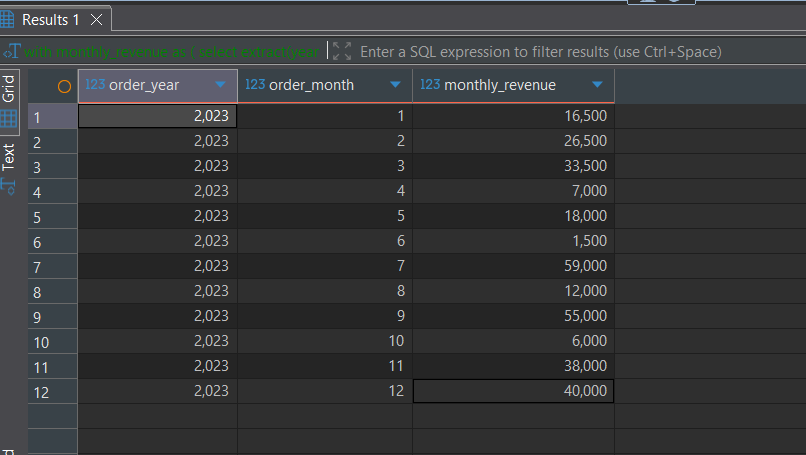 Results 1
with monthly_revenue as ( select extract(year
Enter a SQL expression to filter results (use Ctrl+Space)
Grid
Text
123 order_year 123 order_month 123 monthly_revenue
1 2,023 1 16,500
2 2,023 2 26,500
3 2,023 3 33,500
4 2,023 4 7,000
5 2,023 5 18,000
6 2,023 6 1,500
7 2,023 7 59,000
8 2,023 8 12,000
9 2,023 9 55,000
10 2,023 10 6,000
11 2,023 11 38,000
12 2,023 12 40,000